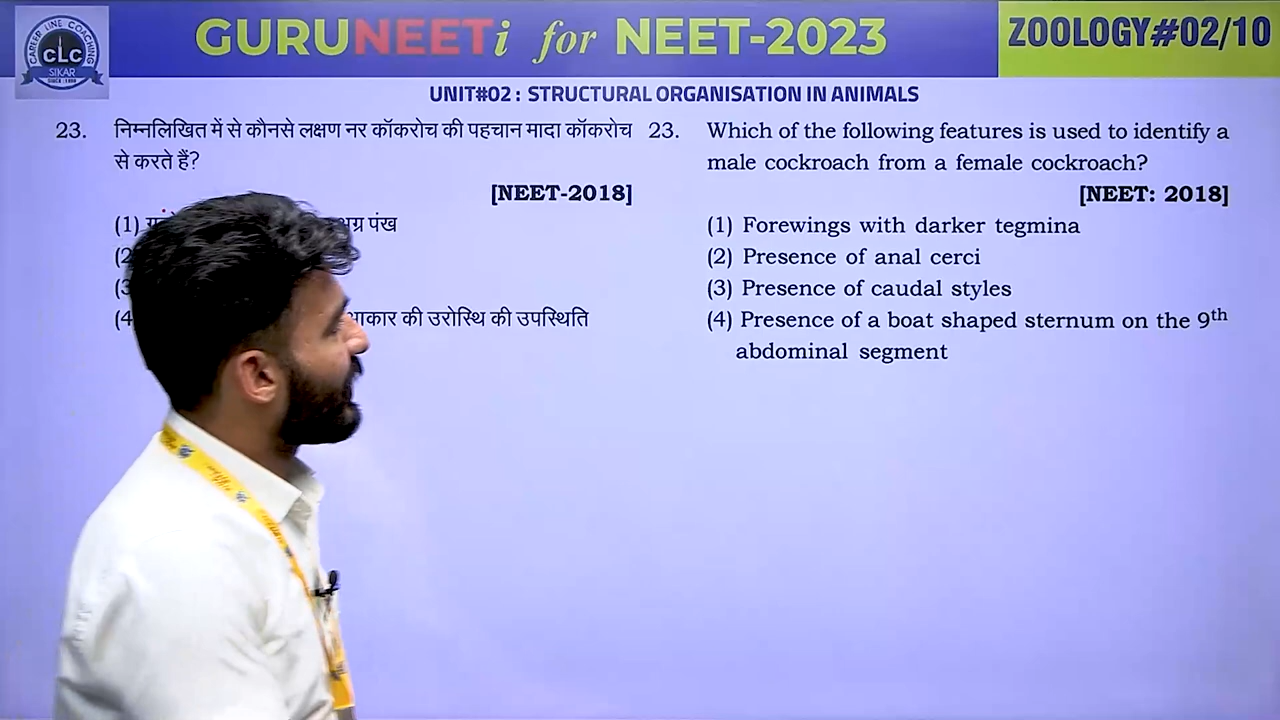 CAREER LINE COACHING
CLC
SIKAR
SINCE : 1996
GURUNEETi for NEET-2023
ZOOLOGY#02/10
UNIT#02 : STRUCTURAL ORGANISATION IN ANIMALS
23. निम्नलिखित में से कौनसे लक्षण नर कॉकरोच की पहचान मादा कॉकरोच
से करते हैं?
[NEET-2018]
(1) पंख
(2
(3
(4 आकार की उरोस्थि की उपस्थिति
23. Which of the following features is used to identify a
male cockroach from a female cockroach?
[NEET: 2018]
(1) Forewings with darker tegmina
(2) Presence of anal cerci
(3) Presence of caudal styles
(4) Presence of a boat shaped sternum on the 9th
abdominal segment